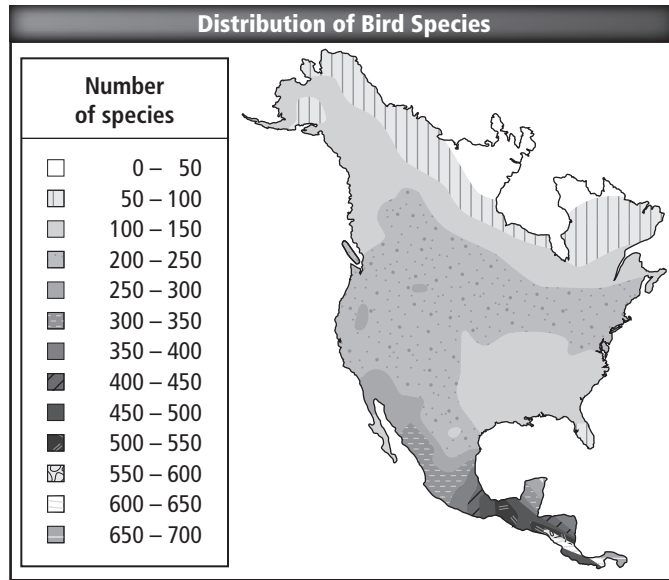 Distribution of Bird Species
Number
of species
0 – 50
50 – 100
100 – 150
200 – 250
250 – 300
300 – 350
350 – 400
400 – 450
450 – 500
500 – 550
550 – 600
600 – 650
650 – 700